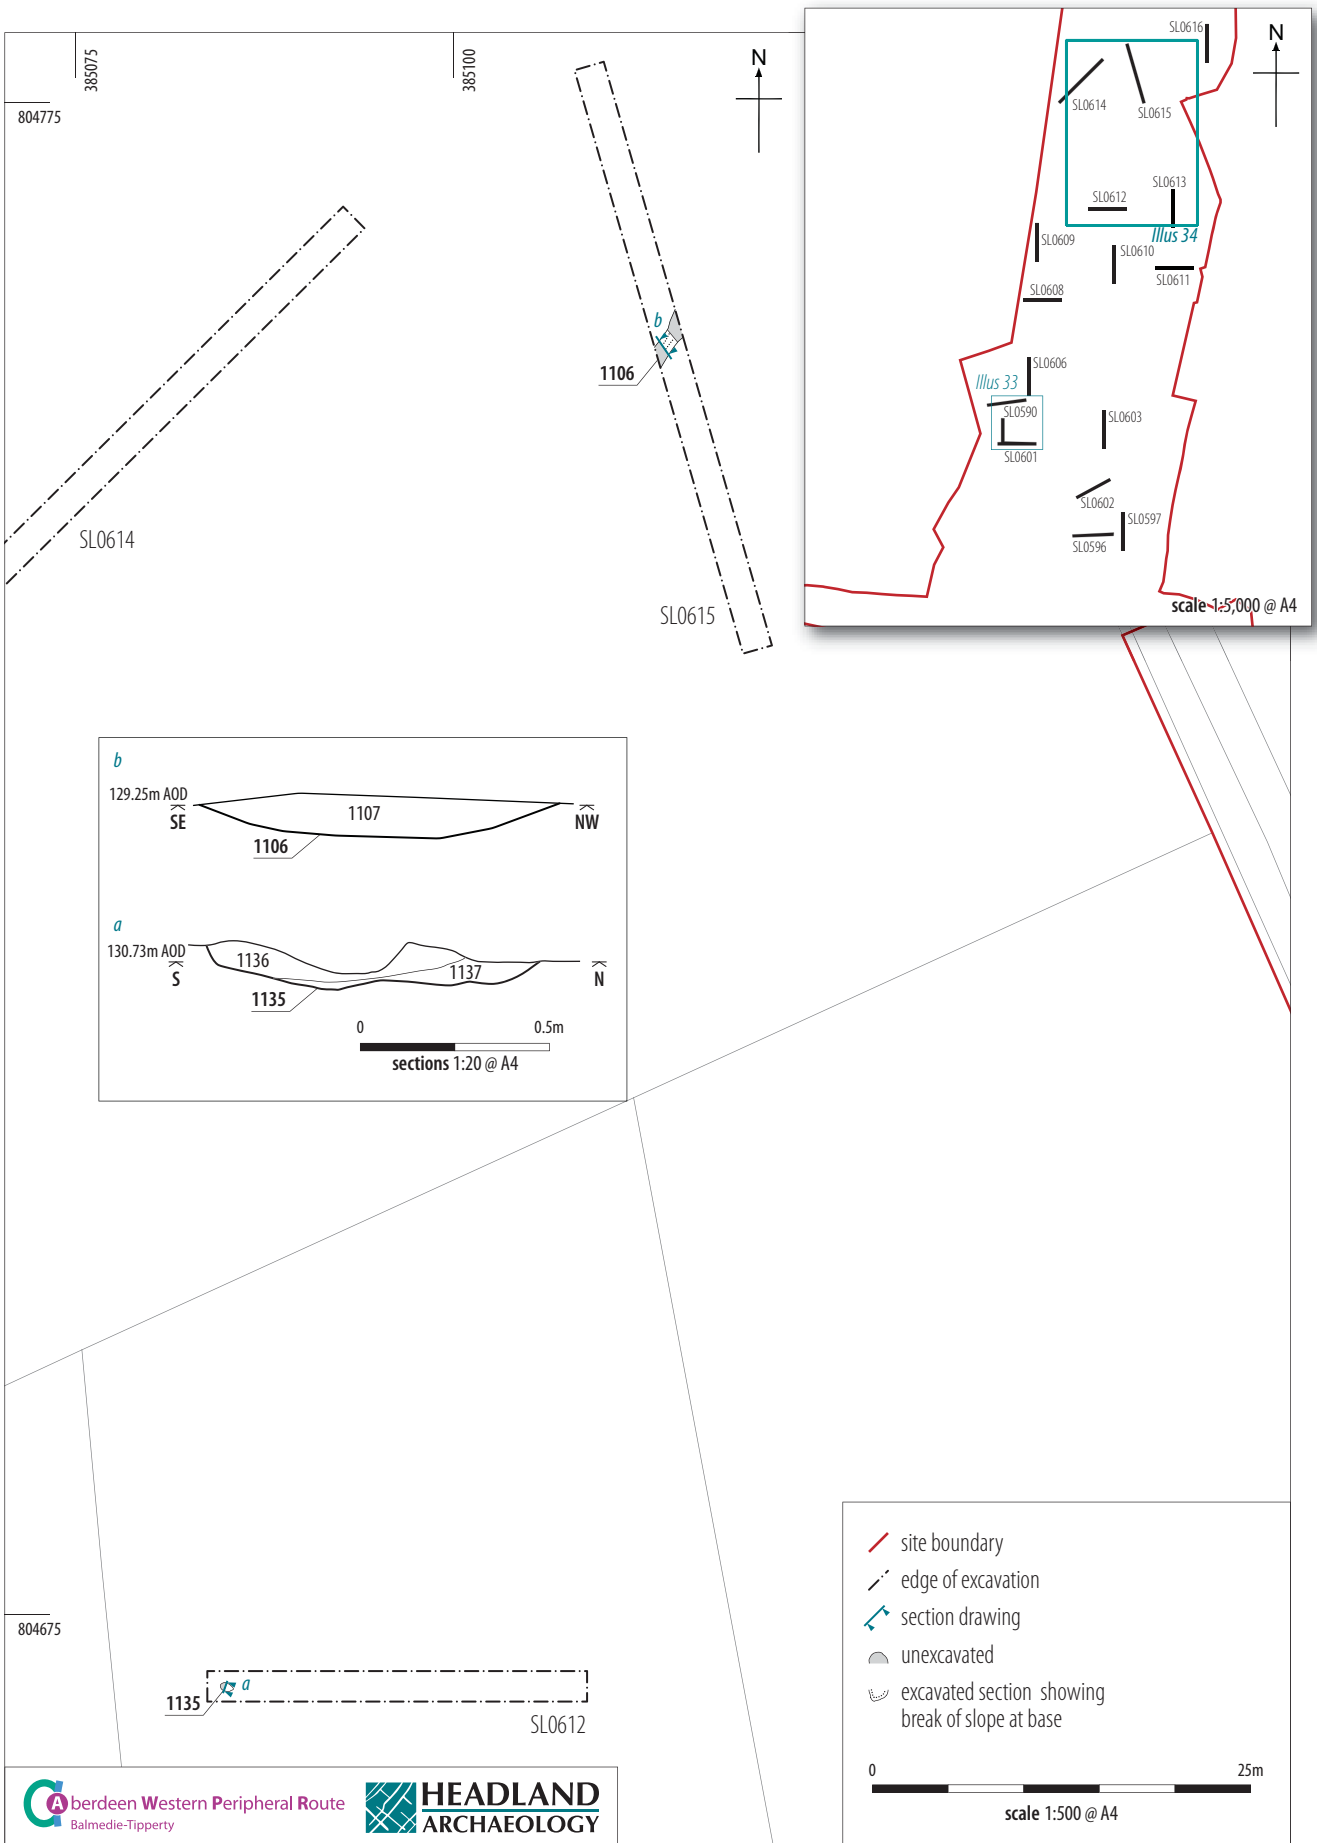 385075
385100
804775
N
SL0614
b
1106
SL0615
SL0616
N
SL0614
SL0615
SL0613
SL0612
Illus 34
SL0609
SL0610
SL0611
SL0608
SL0606
Illus 33
SL0590
SL0603
SL0601
SL0602
SL0597
SL0596
scale 1:5,000 @ A4
b
129.25m AOD
SE
1107
NW
1106
a
130.73m AOD
S
1136
1137
N
1135
0 0.5m
sections 1:20 @ A4
804675
a
1135
SL0612
site boundary
edge of excavation
section drawing
unexcavated
excavated section showing
break of slope at base
0 25m
scale 1:500 @ A4
Aberdeen Western Peripheral Route
Balmedie-Tipperty
HEADLAND
ARCHAEOLOGY